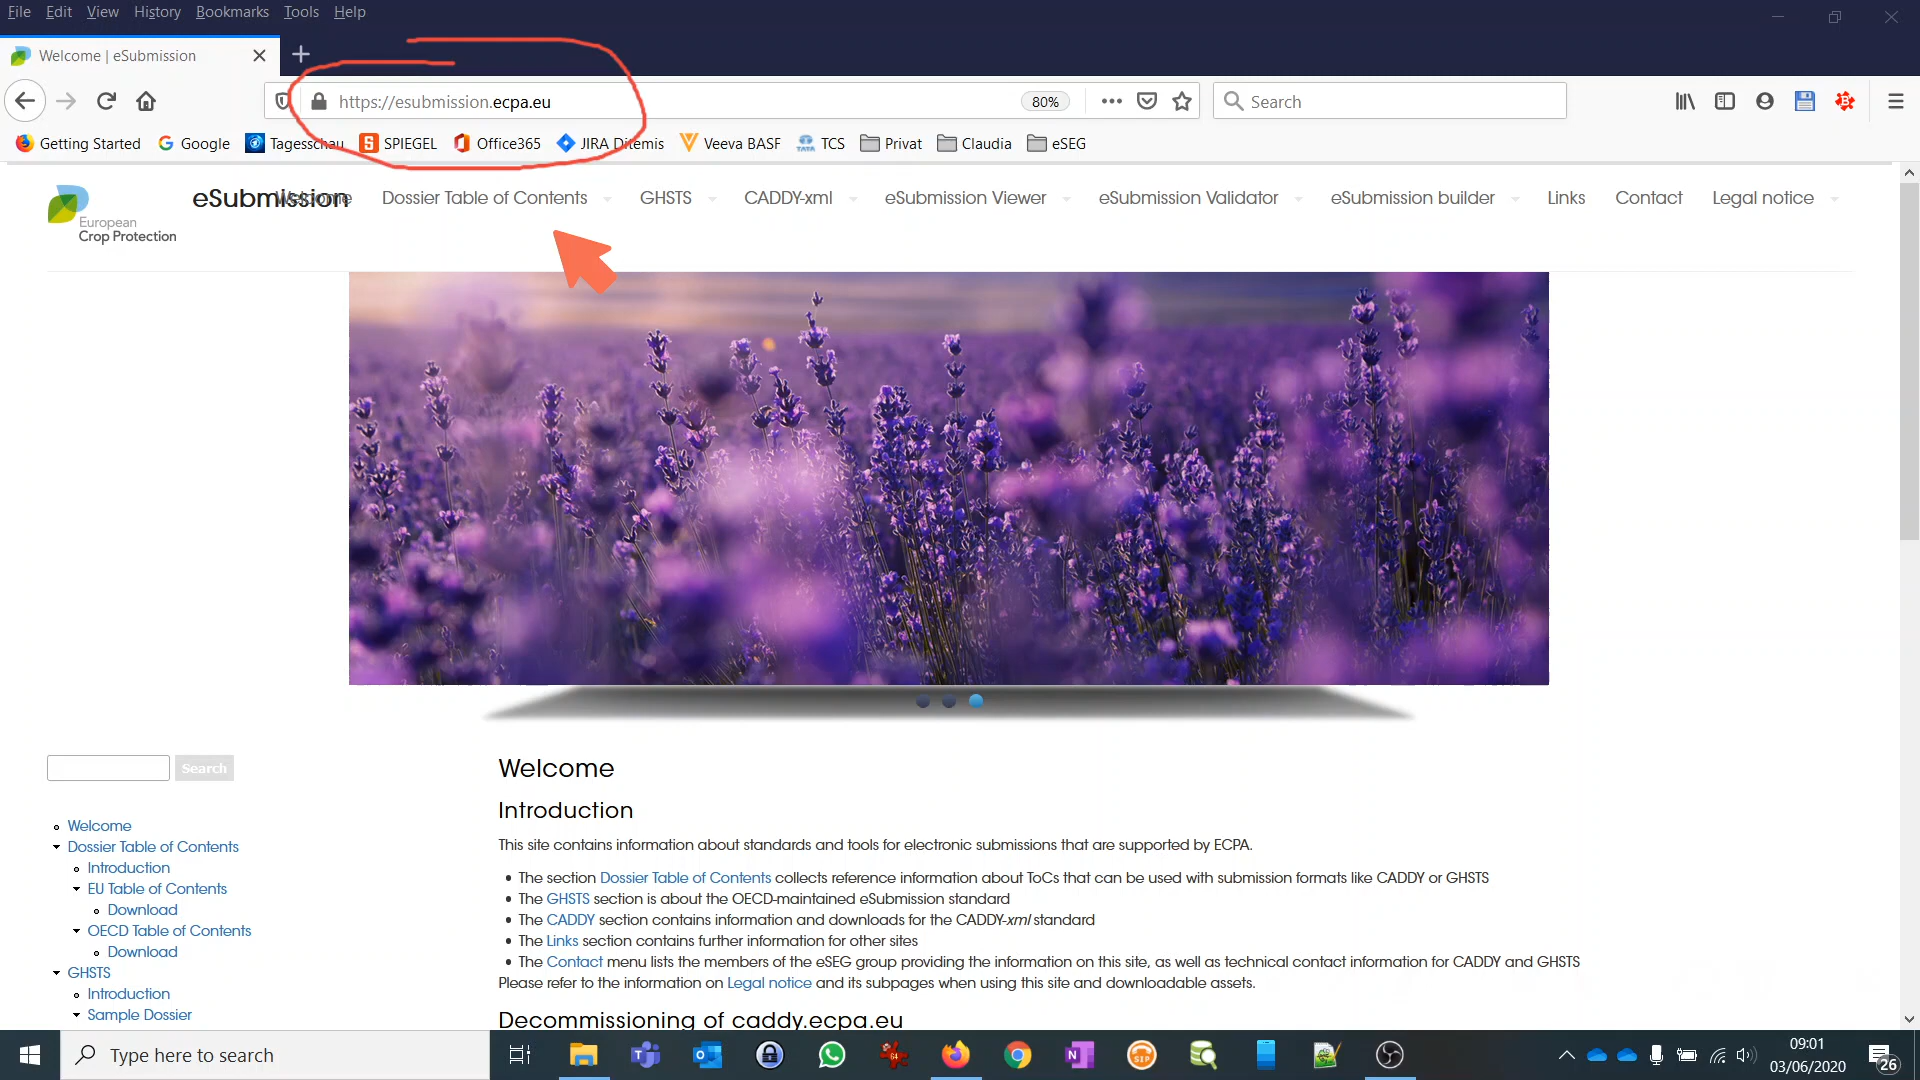 File Edit View History Bookmarks Tools Help
Welcome | eSubmission
https://esubmission.ecpa.eu
80%
Search
Getting Started Google Tagesschau SPIEGEL Office365 JIRA Ditemis Veeva BASF TCS Privat Claudia eSEG
European
Crop Protection
eSubmission
Welcome Dossier Table of Contents GHSTS CADDY-xml eSubmission Viewer eSubmission Validator eSubmission builder Links Contact Legal notice
Search
Welcome
Dossier Table of Contents
Introduction
EU Table of Contents
Download
OECD Table of Contents
Download
GHSTS
Introduction
Sample Dossier
Welcome
Introduction
This site contains information about standards and tools for electronic submissions that are supported by ECPA.
The section Dossier Table of Contents collects reference information about ToCs that can be used with submission formats like CADDY or GHSTS
The GHSTS section is about the OECD-maintained eSubmission standard
The CADDY section contains information and downloads for the CADDY-xml standard
The Links section contains further information for other sites
The Contact menu lists the members of the eSEG group providing the information on this site, as well as technical contact information for CADDY and GHSTS
Please refer to the information on Legal notice and its subpages when using this site and downloadable assets.
Decommissioning of caddy.ecpa.eu
Type here to search
09:01
03/06/2020
26